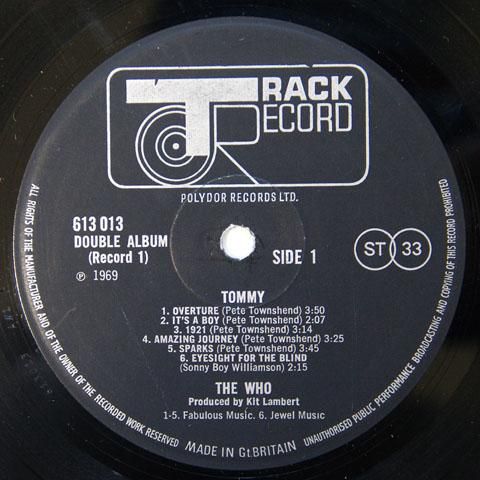 TRACK
RECORD
POLYDOR RECORDS LTD.
613 013
DOUBLE ALBUM
(Record 1)
℗ 1969
SIDE 1
ST 33
TOMMY
1. OVERTURE (Pete Townshend) 3:50
2. IT'S A BOY (Pete Townshend) 2:07
3. 1921 (Pete Townshend) 3:14
4. AMAZING JOURNEY (Pete Townshend) 3:25
5. SPARKS (Pete Townshend) 3:45
6. EYESIGHT FOR THE BLIND
(Sonny Boy Williamson) 2:15
THE WHO
Produced by Kit Lambert
1-5. Fabulous Music. 6. Jewel Music
ALL RIGHTS OF THE MANUFACTURER AND OF THE OWNER OF THE RECORDED WORK RESERVED
MADE IN Gt. BRITAIN
UNAUTHORISED PUBLIC PERFORMANCE BROADCASTING AND COPYING OF THIS RECORD PROHIBITED